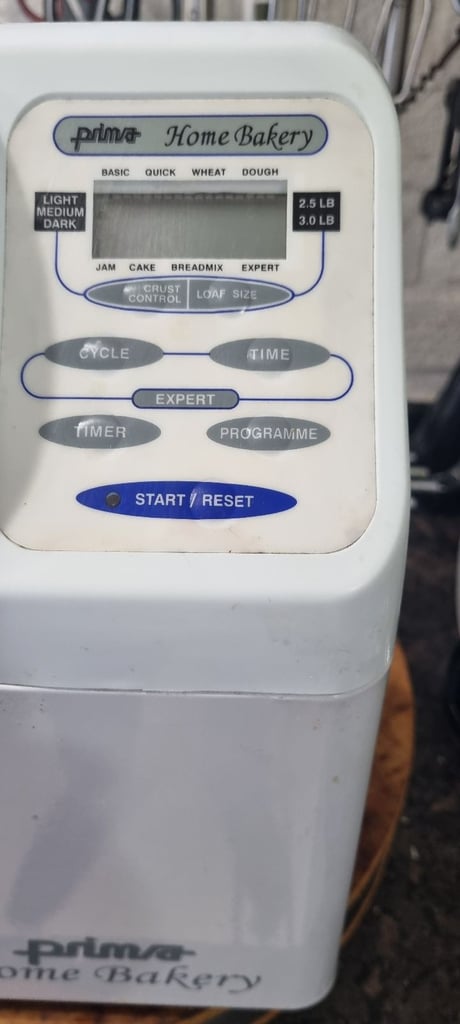 prima Home Bakery
BASIC QUICK WHEAT DOUGH
LIGHT
MEDIUM
DARK
2.5 LB
3.0 LB
JAM CAKE BREADMIX EXPERT
CRUST
CONTROL
LOAF SIZE
CYCLE TIME
EXPERT
TIMER PROGRAMME
START / RESET
prima
ome Bakery